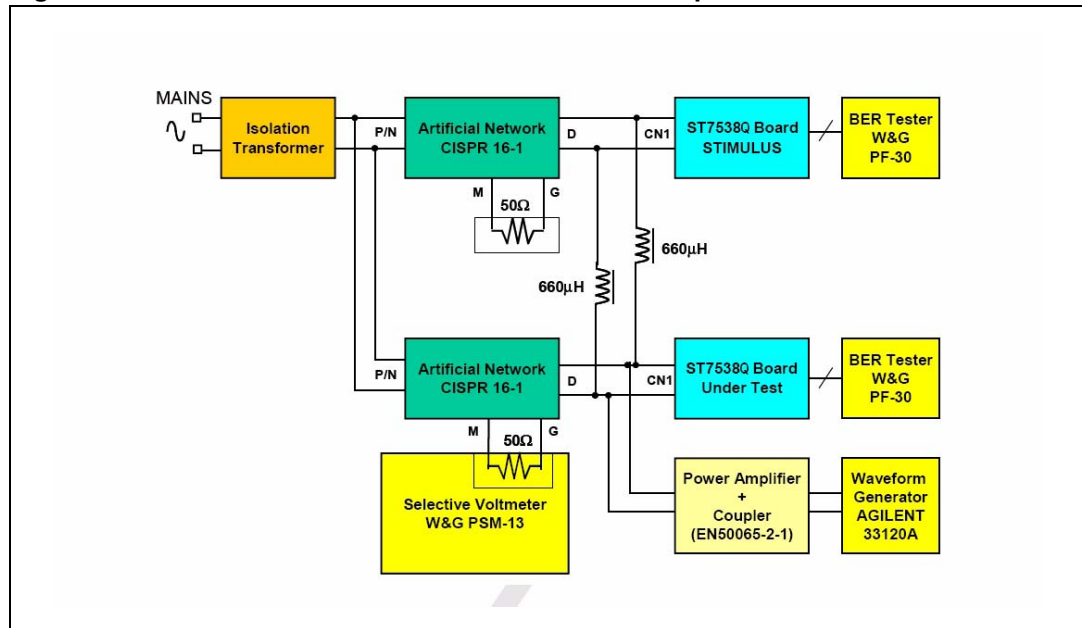 MAINS
Isolation
Transformer
P/N
Artificial Network
CISPR 16-1
D
CN1
ST7538Q Board
STIMULUS
BER Tester
W&G
PF-30
M
G
50Ω
660µH
660µH
P/N
Artificial Network
CISPR 16-1
D
CN1
ST7538Q Board
Under Test
BER Tester
W&G
PF-30
M
G
50Ω
Selective Voltmeter
W&G PSM-13
Power Amplifier
+
Coupler
(EN50065-2-1)
Waveform
Generator
AGILENT
33120A